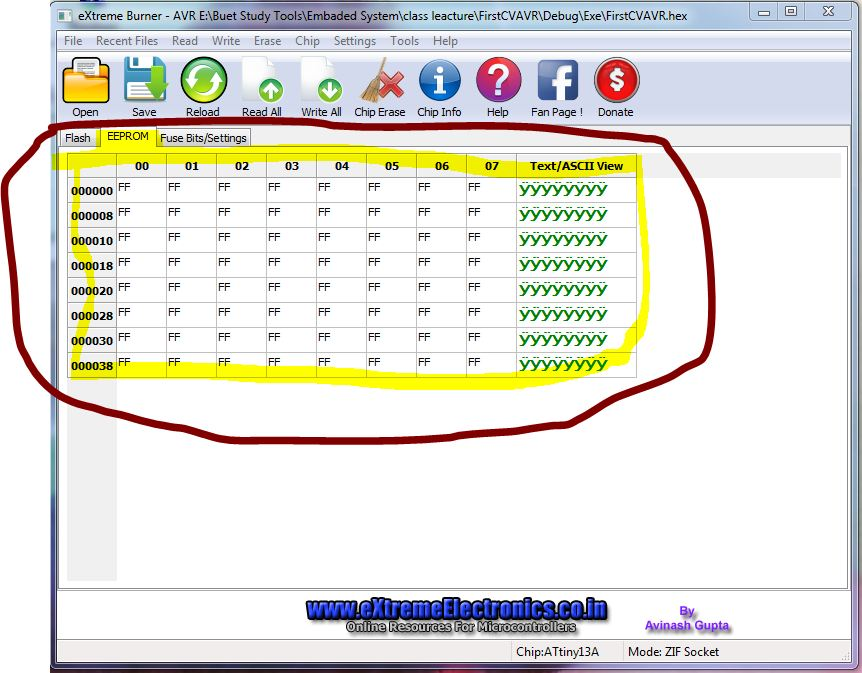 eXtreme Burner - AVR E:\Buet Study Tools\Embaded System\class leacture\FirstCVAVR\Debug\Exe\FirstCVAVR.hex
File Recent Files Read Write Erase Chip Settings Tools Help
Open Save Reload Read All Write All Chip Erase Chip Info Help Fan Page ! Donate
Flash EEPROM Fuse Bits/Settings
00 01 02 03 04 05 06 07 Text/ASCII View
000000 FF FF FF FF FF FF FF FF ÿÿÿÿÿÿÿÿ
000008 FF FF FF FF FF FF FF FF ÿÿÿÿÿÿÿÿ
000010 FF FF FF FF FF FF FF FF ÿÿÿÿÿÿÿÿ
000018 FF FF FF FF FF FF FF FF ÿÿÿÿÿÿÿÿ
000020 FF FF FF FF FF FF FF FF ÿÿÿÿÿÿÿÿ
000028 FF FF FF FF FF FF FF FF ÿÿÿÿÿÿÿÿ
000030 FF FF FF FF FF FF FF FF ÿÿÿÿÿÿÿÿ
000038 FF FF FF FF FF FF FF FF ÿÿÿÿÿÿÿÿ
www.eXtremeElectronics.co.in
Online Resources For Microcontrollers
By
Avinash Gupta
Chip:ATtiny13A Mode: ZIF Socket